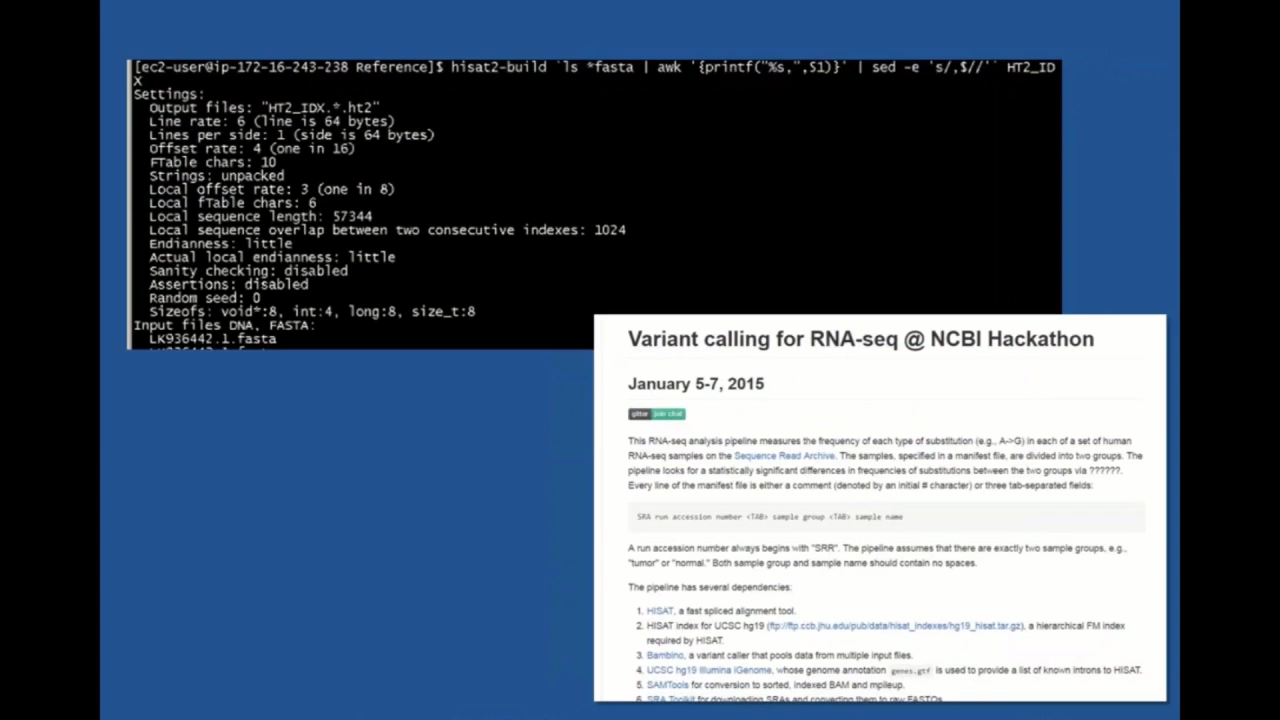 [ec2-user@ip-172-16-243-238 Reference]$ hisat2-build `ls *fasta | awk '{printf("%s,",$1)}' | sed -e 's/,$//'` HT2_ID
X
Settings:
Output files: "HT2_IDX.*.ht2"
Line rate: 6 (line is 64 bytes)
Lines per side: 1 (side is 64 bytes)
Offset rate: 4 (one in 16)
FTable chars: 10
Strings: unpacked
Local offset rate: 3 (one in 8)
Local fTable chars: 6
Local sequence length: 57344
Local sequence overlap between two consecutive indexes: 1024
Endianness: little
Actual local endianness: little
Sanity checking: disabled
Assertions: disabled
Random seed: 0
Sizeofs: void*:8, int:4, long:8, size_t:8
Input files DNA, FASTA:
LK936442.1.fasta
Variant calling for RNA-seq @ NCBI Hackathon
January 5-7, 2015
gitter join chat
This RNA-seq analysis pipeline measures the frequency of each type of substitution (e.g., A->G) in each of a set of human
RNA-seq samples on the Sequence Read Archive. The samples, specified in a manifest file, are divided into two groups. The
pipeline looks for a statistically significant differences in frequencies of substitutions between the two groups via ??????.
Every line of the manifest file is either a comment (denoted by an initial # character) or three tab-separated fields:
SRA run accession number <TAB> sample group <TAB> sample name
A run accession number always begins with "SRR". The pipeline assumes that there are exactly two sample groups, e.g.,
"tumor" or "normal." Both sample group and sample name should contain no spaces.
The pipeline has several dependencies:
1. HISAT, a fast spliced alignment tool.
2. HISAT index for UCSC hg19 (ftp://ftp.ccb.jhu.edu/pub/data/hisat_indexes/hg19_hisat.tar.gz), a hierarchical FM index
required by HISAT.
3. Bambino, a variant caller that pools data from multiple input files.
4. UCSC hg19 Illumina iGenome, whose genome annotation genes.gtf is used to provide a list of known introns to HISAT.
5. SAMTools for conversion to sorted, indexed BAM and mpileup.
6. SRA Toolkit for downloading SRAs and converting them to raw FASTQs